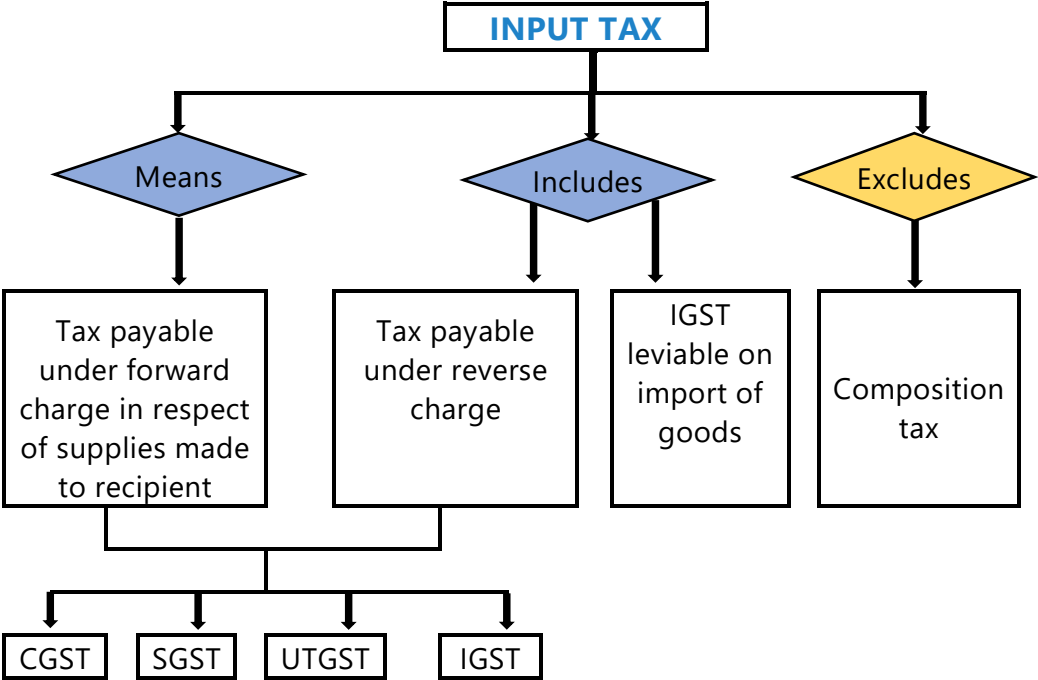 INPUT TAX
Means
Includes
Excludes
Tax payable
under forward
charge in respect
of supplies made
to recipient
Tax payable
under reverse
charge
IGST
leviable on
import of
goods
Composition
tax
CGST
SGST
UTGST
IGST